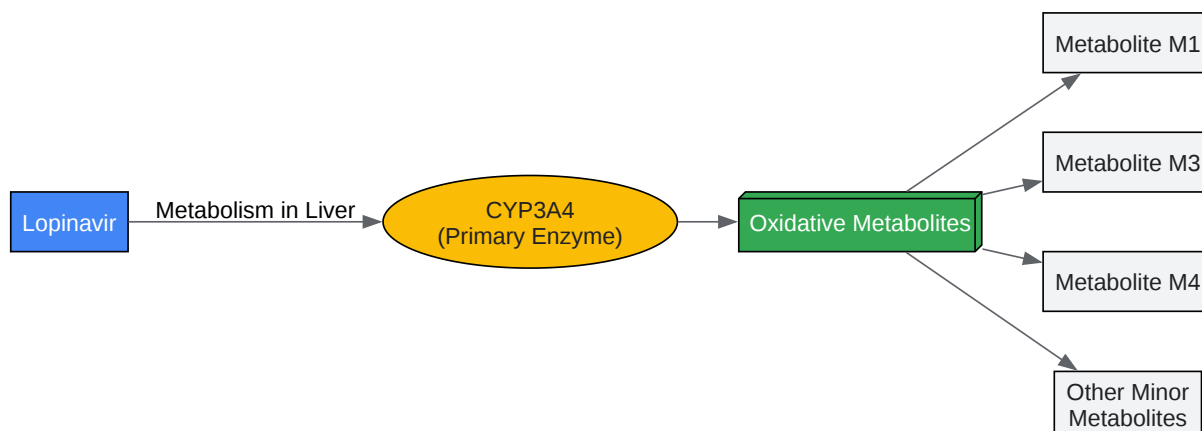 Lopinavir
Metabolism in Liver
CYP3A4
(Primary Enzyme)
Oxidative Metabolites
Metabolite M1
Metabolite M3
Metabolite M4
Other Minor
Metabolites